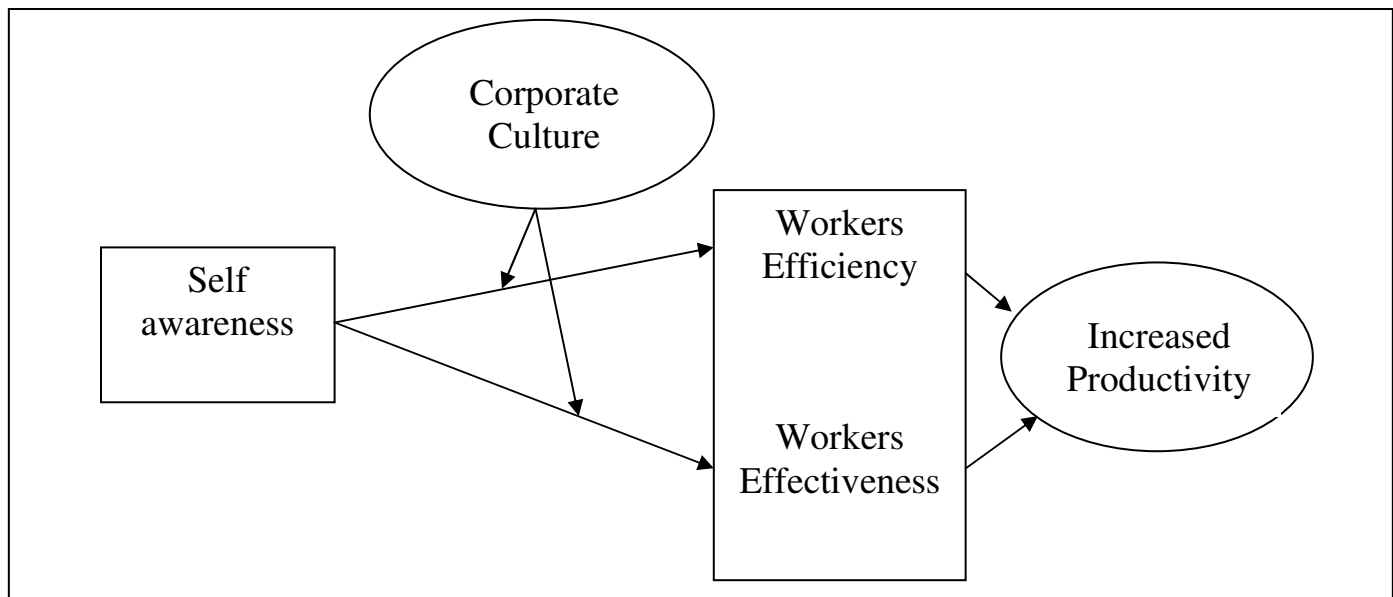 Corporate
Culture
Self
awareness
Workers
Efficiency
Workers
Effectiveness
Increased
Productivity